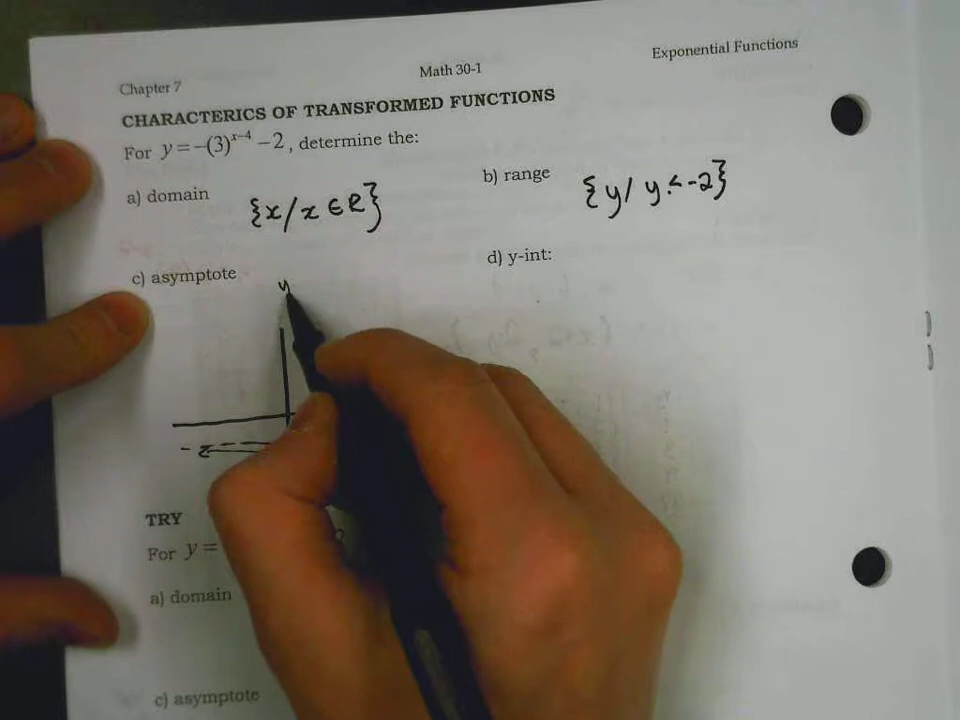 Chapter 7 Math 30-1 Exponential Functions
CHARACTERICS OF TRANSFORMED FUNCTIONS
For y=-(3)^{x-4} -2, determine the:
a) domain {x/x ∈ R} b) range {y/ y < -2}
c) asymptote d) y-int:
y
TRY
For y =
a) domain
c) asymptote